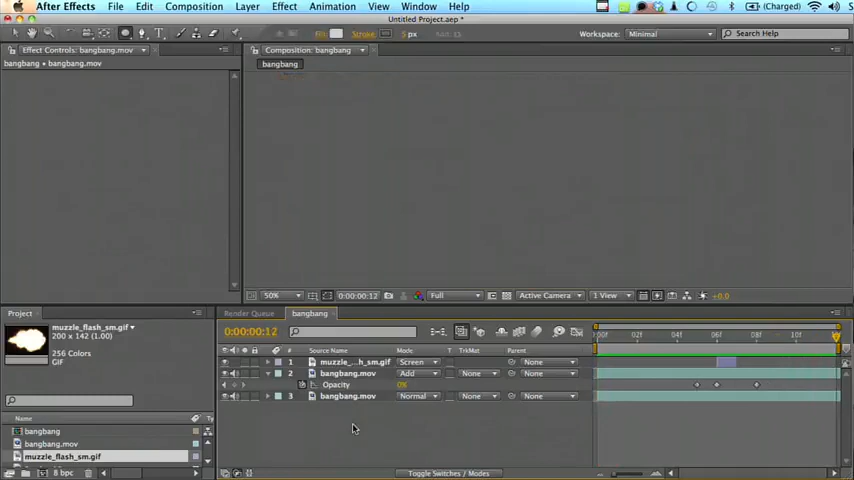 After Effects File Edit Composition Layer Effect Animation View Window Help (Charged)
Untitled Project.aep *
Fill Stroke 5 px Workspace: Minimal Search Help
Effect Controls: bangbang.mov Composition: bangbang
bangbang • bangbang.mov bangbang
50% 0:00:00:12 Full Active Camera 1 View +0.0
Project Render Queue bangbang
muzzle_flash_sm.gif
200 x 142 (1.00)
256 Colors
GIF
0:00:00:12
:00f 02f 04f 06f 08f 10f
# Source Name Mode T TrkMat Parent
1 muzzle_...h_sm.gif Screen None
2 bangbang.mov Add None None
Opacity 0%
3 bangbang.mov Normal None None
Name
bangbang
bangbang.mov
muzzle_flash_sm.gif
8 bpc Toggle Switches / Modes